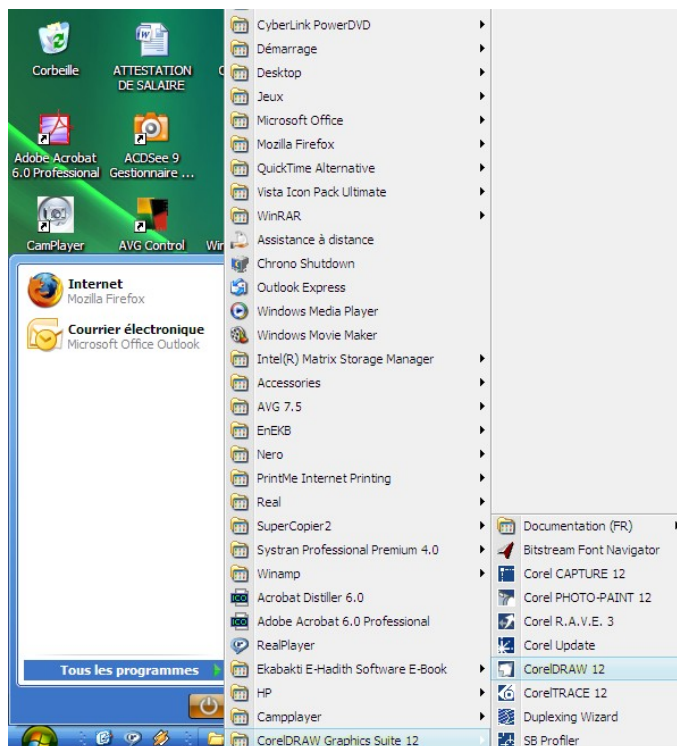 Corbeille
ATTESTATION
DE SALAIRE
Adobe Acrobat
6.0 Professional
ACDSee 9
Gestionnaire ...
CamPlayer
AVG Control
Internet
Mozilla Firefox
Courrier électronique
Microsoft Office Outlook
Tous les programmes
CyberLink PowerDVD
Démarrage
Desktop
Jeux
Microsoft Office
Mozilla Firefox
QuickTime Alternative
Vista Icon Pack Ultimate
WinRAR
Assistance à distance
Chrono Shutdown
Outlook Express
Windows Media Player
Windows Movie Maker
Intel(R) Matrix Storage Manager
Accessories
AVG 7.5
EnEKB
Nero
PrintMe Internet Printing
Real
SuperCopier2
Systran Professional Premium 4.0
Winamp
Acrobat Distiller 6.0
Adobe Acrobat 6.0 Professional
RealPlayer
Ekabakti E-Hadith Software E-Book
HP
Campplayer
CorelDRAW Graphics Suite 12
Documentation (FR)
Bitstream Font Navigator
Corel CAPTURE 12
Corel PHOTO-PAINT 12
Corel R.A.V.E. 3
Corel Update
CorelDRAW 12
CorelTRACE 12
Duplexing Wizard
SB Profiler